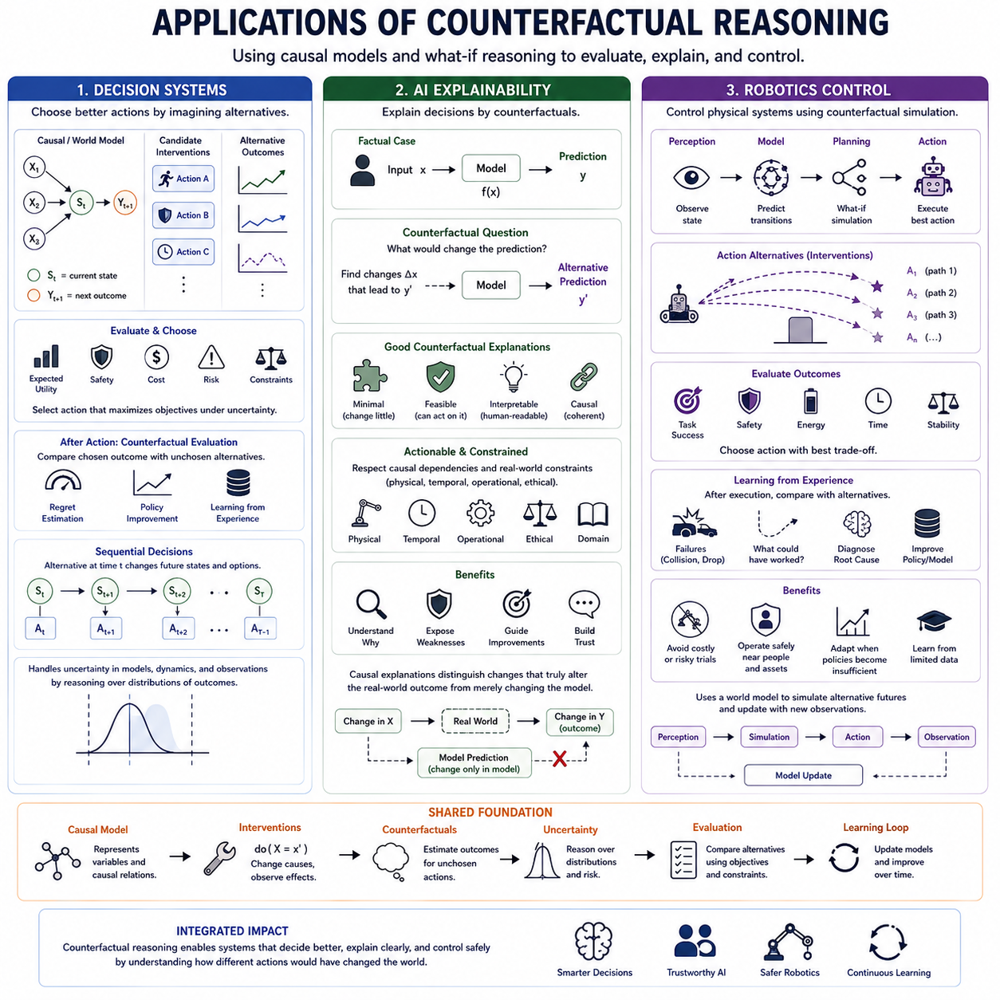 APPLICATIONS OF COUNTERFACTUAL REASONING
Using causal models and what-if reasoning to evaluate, explain, and control.
1. DECISION SYSTEMS
Choose better actions by imagining alternatives.
Causal / World Model
Candidate
Interventions
Alternative
Outcomes
X₁
X₂
X₃
Sₜ
Yₜ₊₁
Action A
Action B
Action C
Sₜ = current state
Yₜ₊₁ = next outcome
Evaluate & Choose
Expected
Utility
Safety
Cost
Risk
Constraints
Select action that maximizes objectives under uncertainty.
After Action: Counterfactual Evaluation
Compare chosen outcome with unchosen alternatives.
Regret
Estimation
Policy
Improvement
Learning from
Experience
Sequential Decisions
Alternative at time t changes future states and options.
Sₜ
Sₜ₊₁
Sₜ₊₂
...
S_T
Aₜ
Aₜ₊₁
Aₜ₊₂
...
A_T-1
Handles uncertainty in models, dynamics, and observations
by reasoning over distributions of outcomes.
2. AI EXPLAINABILITY
Explain decisions by counterfactuals.
Factual Case
Input x
Model
f(x)
Prediction
y
Counterfactual Question
What would change the prediction?
Find changes Δx
that lead to y'
Model
Alternative
Prediction
y'
Good Counterfactual Explanations
Minimal
(change little)
Feasible
(can act on it)
Interpretable
(human-readable)
Causal
(coherent)
Actionable & Constrained
Respect causal dependencies and real-world constraints
(physical, temporal, operational, ethical).
Physical
Temporal
Operational
Ethical
Domain
Benefits
Understand
Why
Expose
Weaknesses
Guide
Improvements
Build
Trust
Causal explanations distinguish changes that truly alter
the real-world outcome from merely changing the model.
Change in X
Real World
Change in Y
(outcome)
Model Prediction
(change only in model)
3. ROBOTICS CONTROL
Control physical systems using counterfactual simulation.
Perception
Model
Planning
Action
Observe
state
Predict
transitions
What-if
simulation
Execute
best action
Action Alternatives (Interventions)
A₁ (path 1)
A₂ (path 2)
A₃ (path 3)
Aₙ (...)
Evaluate Outcomes
Task
Success
Safety
Energy
Time
Stability
Choose action with best trade-off.
Learning from Experience
After execution, compare with alternatives.
Failures
(Collision, Drop)
What could
have worked?
Diagnose
Root Cause
Improve
Policy/Model
Benefits
Avoid costly
or risky trials
Operate safely
near people
and assets
Adapt when
policies become
insufficient
Learn from
limited data
Uses a world model to simulate alternative futures
and update with new observations.
Perception
Simulation
Action
Observation
Model Update
SHARED FOUNDATION
Causal Model
Represents
variables and
causal relations.
Interventions
do(X = x')
Change causes,
observe effects.
Counterfactuals
Estimate outcomes
for unchosen
actions.
Uncertainty
Reason over
distributions
and risk.
Evaluation
Compare alternatives
using objectives
and constraints.
Learning Loop
Update models
and improve
over time.
INTEGRATED IMPACT
Counterfactual reasoning enables systems that decide better, explain clearly, and control safely
by understanding how different actions would have changed the world.
Smarter Decisions
Trustworthy AI
Safer Robotics
Continuous Learning